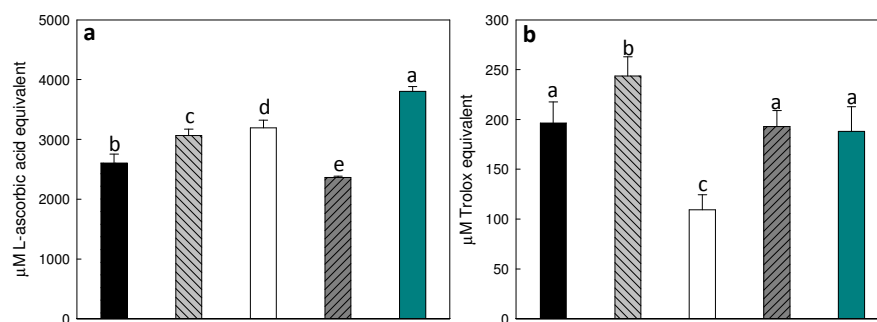 a
5000
4000
3000
2000
1000
0
µM L-ascorbic acid equivalent
b
c
d
e
a
b
300
250
200
150
100
50
0
µM Trolox equivalent
a
b
c
a
a